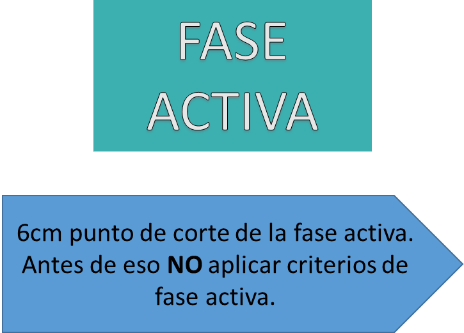 FASE
ACTIVA
6cm punto de corte de la fase activa.
Antes de eso NO aplicar criterios de
fase activa.